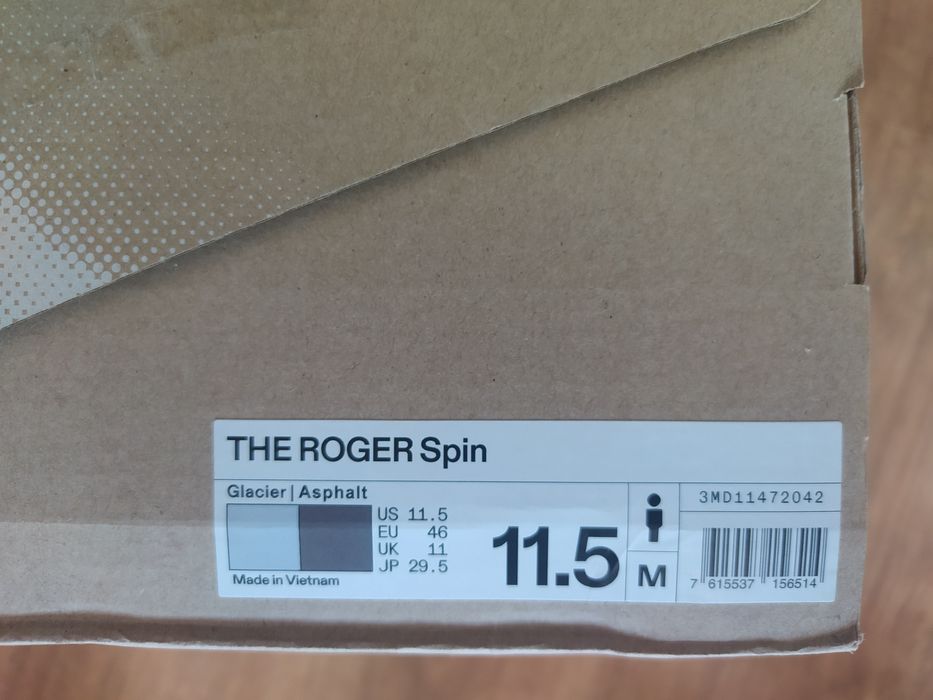 THE ROGER Spin
Glacier | Asphalt
US 11.5
EU 46
UK 11
JP 29.5
Made in Vietnam
11.5
M
3MD11472042
7 615537 156514